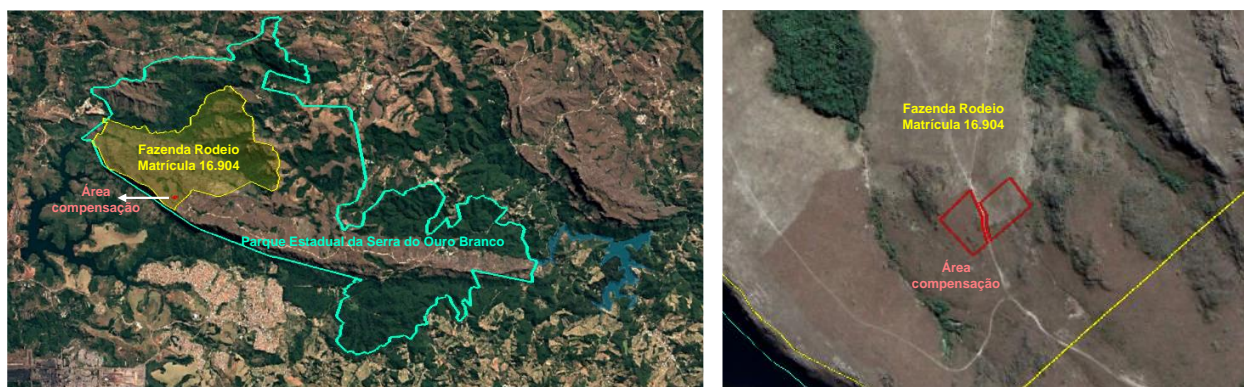 Fazenda Rodeio
Matrícula 16.904
Área
compensação
Parque Estadual da Serra do Ouro Branco
Fazenda Rodeio
Matrícula 16.904
Área
compensação